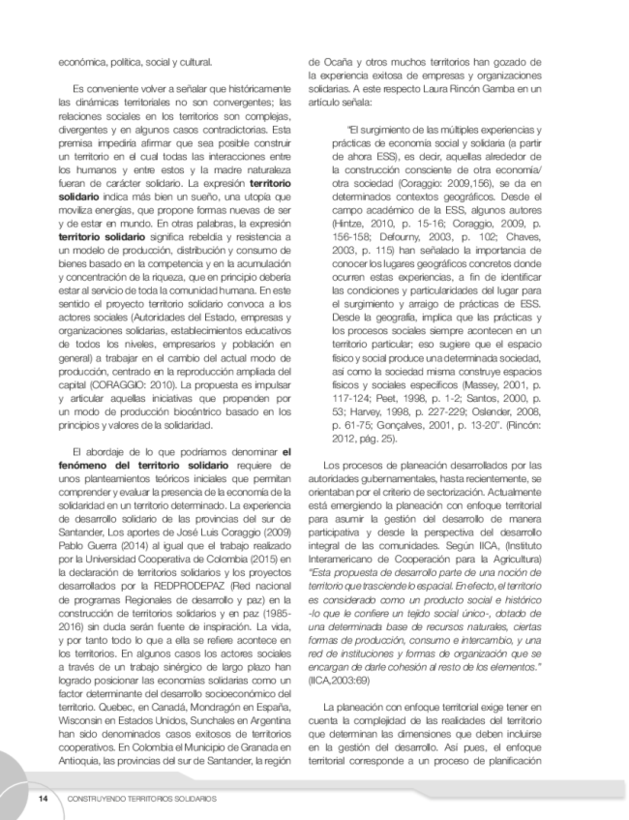 económica, política, social y cultural.
Es conveniente volver a señalar que históricamente
las dinámicas territoriales no son convergentes; las
relaciones sociales en los territorios son complejas,
divergentes y en algunos casos contradictorias. Esta
premisa impediría afirmar que sea posible construir
un territorio en el cual todas las interacciones entre
los humanos y entre estos y la madre naturaleza
fueran de carácter solidario. La expresión territorio
solidario indica más bien un sueño, una utopía que
moviliza energías, que propone formas nuevas de ser
y de estar en mundo. En otras palabras, la expresión
territorio solidario significa rebeldía y resistencia a
un modelo de producción, distribución y consumo de
bienes basado en la competencia y en la acumulación
y concentración de la riqueza, que en principio debería
estar al servicio de toda la comunidad humana. En este
sentido el proyecto territorio solidario convoca a los
actores sociales (Autoridades del Estado, empresas y
organizaciones solidarias, establecimientos educativos
de todos los niveles, empresarios y población en
general) a trabajar en el cambio del actual modo de
producción, centrado en la reproducción ampliada del
capital (CORAGGIO: 2010). La propuesta es impulsar
y articular aquellas iniciativas que propenden por
un modo de producción biocéntrico basado en los
principios y valores de la solidaridad.
El abordaje de lo que podríamos denominar el
fenómeno del territorio solidario requiere de
unos planteamientos teóricos iniciales que permitan
comprender y evaluar la presencia de la economía de la
solidaridad en un territorio determinado. La experiencia
de desarrollo solidario de las provincias del sur de
Santander, Los aportes de José Luis Coraggio (2009)
Pablo Guerra (2014) al igual que el trabajo realizado
por la Universidad Cooperativa de Colombia (2015) en
la declaración de territorios solidarios y los proyectos
desarrollados por la REDPRODEPAZ (Red nacional
de programas Regionales de desarrollo y paz) en la
construcción de territorios solidarios y en paz (1985-
2016) sin duda serán fuente de inspiración. La vida,
y por tanto todo lo que a ella se refiere acontece en
los territorios. En algunos casos los actores sociales
a través de un trabajo sinérgico de largo plazo han
logrado posicionar las economías solidarias como un
factor determinante del desarrollo socioeconómico del
territorio. Quebec, en Canadá, Mondragón en España,
Wisconsin en Estados Unidos, Sunchales en Argentina
han sido denominados casos exitosos de territorios
cooperativos. En Colombia el Municipio de Granada en
Antioquia, las provincias del sur de Santander, la región
de Ocaña y otros muchos territorios han gozado de
la experiencia exitosa de empresas y organizaciones
solidarias. A este respecto Laura Rincón Gamba en un
artículo señala:
"El surgimiento de las múltiples experiencias y
prácticas de economía social y solidaria (a partir
de ahora ESS), es decir, aquellas alrededor de
la construcción consciente de otra economía/
otra sociedad (Coraggio: 2009,156), se da en
determinados contextos geográficos. Desde el
campo académico de la ESS, algunos autores
(Hintze, 2010, p. 15-16; Coraggio, 2009, p.
156-158; Defourny, 2003, p. 102; Chaves,
2003, p. 115) han señalado la importancia de
conocer los lugares geográficos concretos donde
ocurren estas experiencias, a fin de identificar
las condiciones y particularidades del lugar para
el surgimiento y arraigo de prácticas de ESS.
Desde la geografía, implica que las prácticas y
los procesos sociales siempre acontecen en un
territorio particular; eso sugiere que el espacio
físico y social produce una determinada sociedad,
así como la sociedad misma construye espacios
físicos y sociales específicos (Massey, 2001, p.
117-124; Peet, 1998, p. 1-2; Santos, 2000, p.
53; Harvey, 1998, p. 227-229; Oslender, 2008,
p. 61-75; Gonçalves, 2001, p. 13-20". (Rincón:
2012, pág. 25).
Los procesos de planeación desarrollados por las
autoridades gubernamentales, hasta recientemente, se
orientaban por el criterio de sectorización. Actualmente
está emergiendo la planeación con enfoque territorial
para asumir la gestión del desarrollo de manera
participativa y desde la perspectiva del desarrollo
integral de las comunidades. Según IICA, (Instituto
Interamericano de Cooperación para la Agricultura)
"Esta propuesta de desarrollo parte de una noción de
territorio que trasciende lo espacial. En efecto, el territorio
es considerado como un producto social e histórico
-lo que le confiere un tejido social único-, dotado de
una determinada base de recursos naturales, ciertas
formas de producción, consumo e intercambio, y una
red de instituciones y formas de organización que se
encargan de darle cohesión al resto de los elementos."
(IICA,2003:69)
La planeación con enfoque territorial exige tener en
cuenta la complejidad de las realidades del territorio
que determinan las dimensiones que deben incluirse
en la gestión del desarrollo. Así pues, el enfoque
territorial corresponde a un proceso de planificación
14 CONSTRUYENDO TERRITORIOS SOLIDARIOS